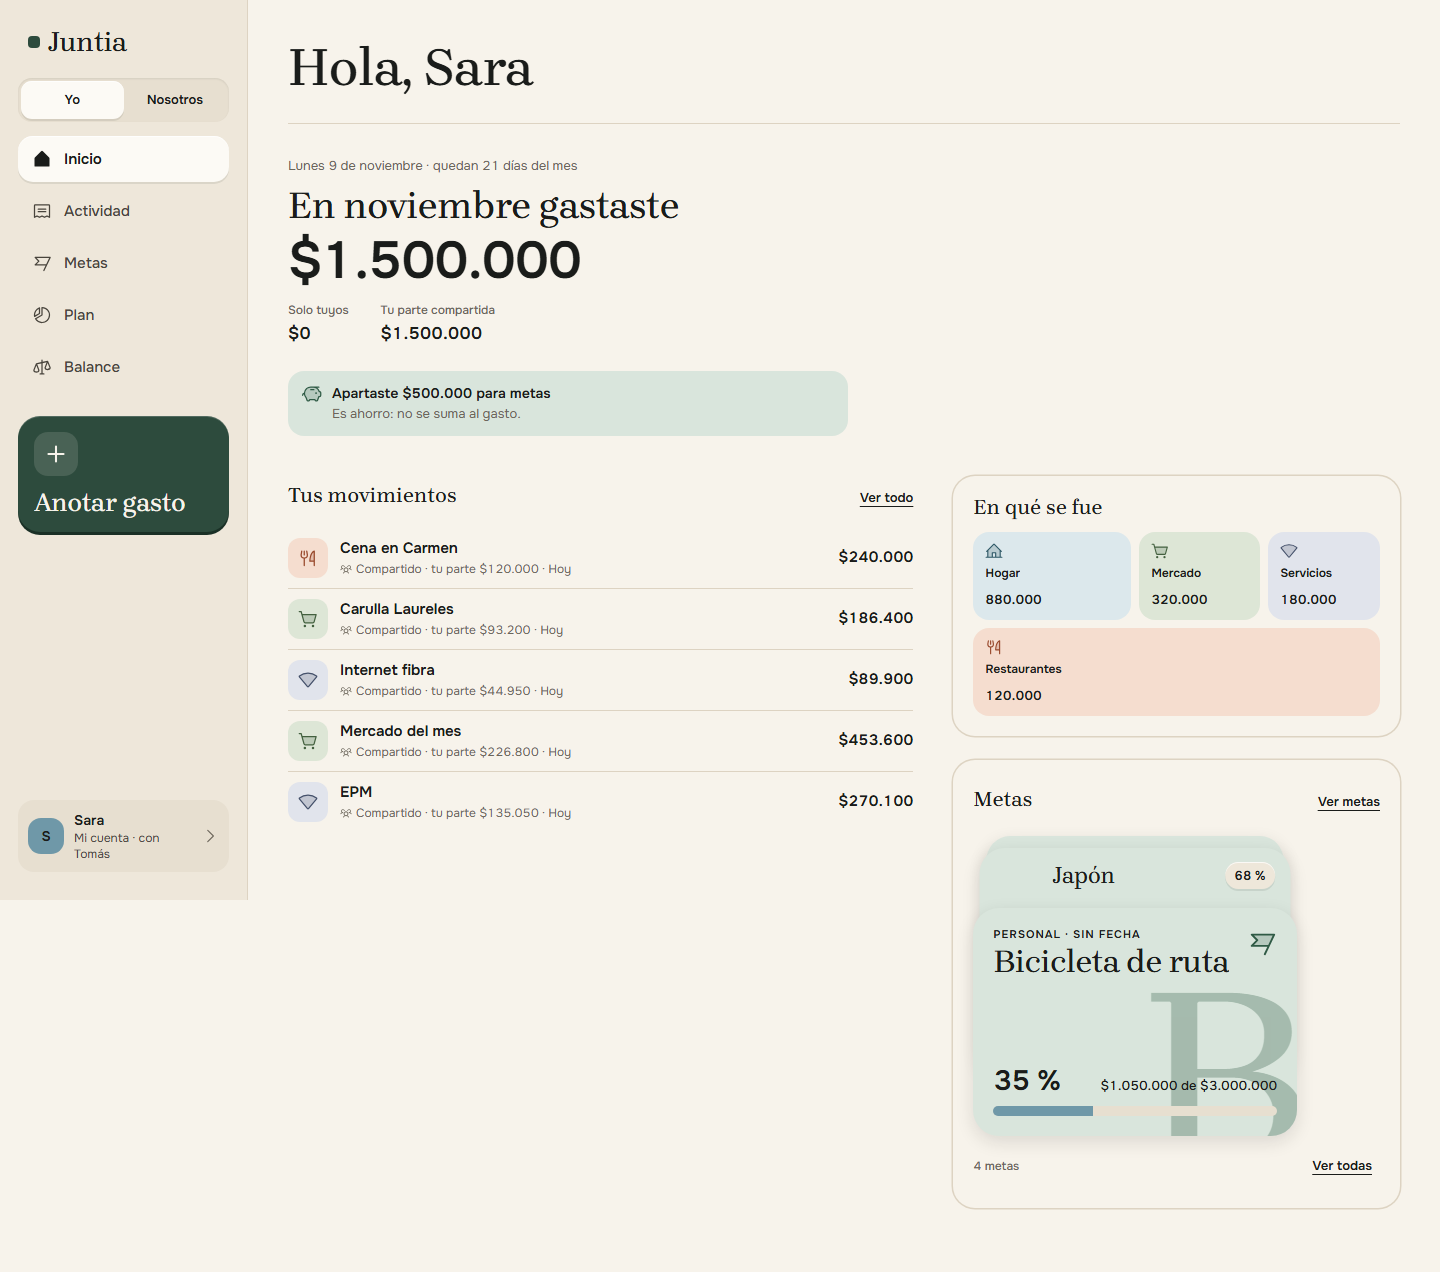 Juntia
Yo
Nosotros
Inicio
Actividad
Metas
Plan
Balance
Anotar gasto
Sara
Mi cuenta · con
Tomás
S
Hola, Sara
Lunes 9 de noviembre · quedan 21 días del mes
En noviembre gastaste
$1.500.000
Solo tuyos
$0
Tu parte compartida
$1.500.000
Apartaste $500.000 para metas
Es ahorro: no se suma al gasto.
Tus movimientos
Ver todo
Cena en Carmen
Compartido · tu parte $120.000 · Hoy
$240.000
Carulla Laureles
Compartido · tu parte $93.200 · Hoy
$186.400
Internet fibra
Compartido · tu parte $44.950 · Hoy
$89.900
Mercado del mes
Compartido · tu parte $226.800 · Hoy
$453.600
EPM
Compartido · tu parte $135.050 · Hoy
$270.100
En qué se fue
Hogar
880.000
Mercado
320.000
Servicios
180.000
Restaurantes
120.000
Metas
Ver metas
Japón
68 %
PERSONAL · SIN FECHA
Bicicleta de ruta
B
35 %
$1.050.000 de $3.000.000
4 metas
Ver todas